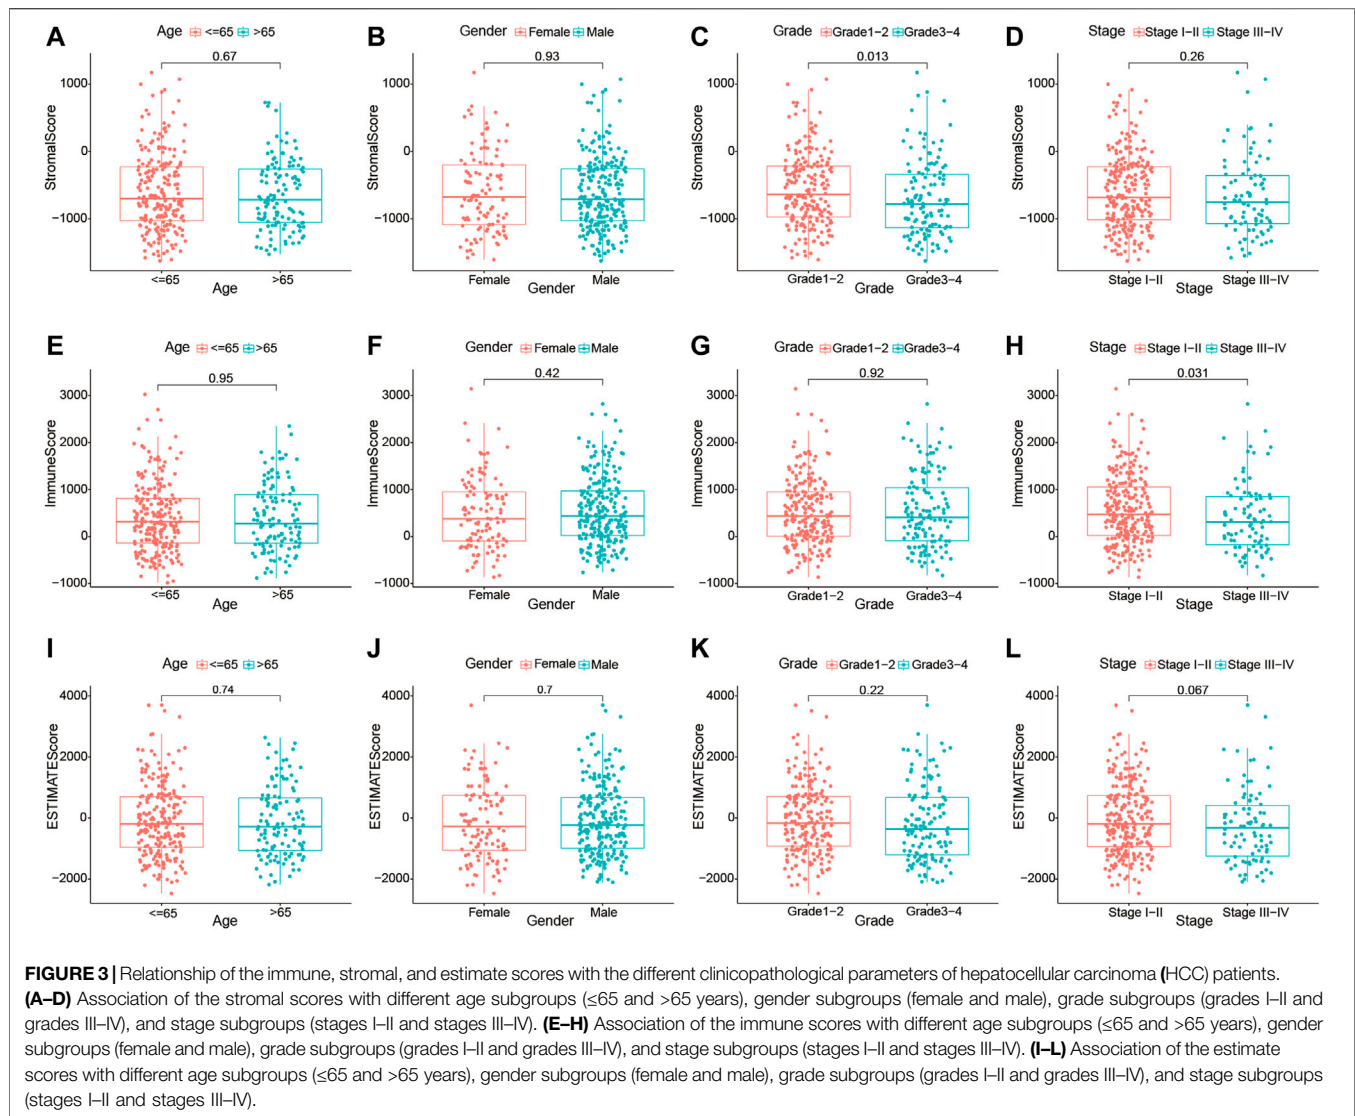 A Age <=65 >65
B Gender Female Male
C Grade Grade1−2 Grade3−4
D Stage Stage I−II Stage III−IV
0.67
0.93
0.013
0.26
StromalScore 1000 0 −1000
StromalScore 1000 0 −1000
StromalScore 1000 0 −1000
StromalScore 1000 0 −1000
<=65 >65
Age
Female Male
Gender
Grade1−2 Grade3−4
Grade
Stage I−II Stage III−IV
Stage
E Age <=65 >65
F Gender Female Male
G Grade Grade1−2 Grade3−4
H Stage Stage I−II Stage III−IV
0.95
0.42
0.92
0.031
ImmuneScore 3000 2000 1000 0 −1000
ImmuneScore 3000 2000 1000 0 −1000
ImmuneScore 3000 2000 1000 0 −1000
ImmuneScore 3000 2000 1000 0 −1000
<=65 >65
Age
Female Male
Gender
Grade1−2 Grade3−4
Grade
Stage I−II Stage III−IV
Stage
I Age <=65 >65
J Gender Female Male
K Grade Grade1−2 Grade3−4
L Stage Stage I−II Stage III−IV
0.74
0.7
0.22
0.067
ESTIMATEScore 4000 2000 0 −2000
ESTIMATEScore 4000 2000 0 −2000
ESTIMATEScore 4000 2000 0 −2000
ESTIMATEScore 4000 2000 0 −2000
<=65 >65
Age
Female Male
Gender
Grade1−2 Grade3−4
Grade
Stage I−II Stage III−IV
Stage
FIGURE 3 | Relationship of the immune, stromal, and estimate scores with the different clinicopathological parameters of hepatocellular carcinoma (HCC) patients.
(A–D) Association of the stromal scores with different age subgroups (≤65 and >65 years), gender subgroups (female and male), grade subgroups (grades I–II and
grades III–IV), and stage subgroups (stages I–II and stages III–IV). (E–H) Association of the immune scores with different age subgroups (≤65 and >65 years), gender
subgroups (female and male), grade subgroups (grades I–II and grades III–IV), and stage subgroups (stages I–II and stages III–IV). (I–L) Association of the estimate
scores with different age subgroups (≤65 and >65 years), gender subgroups (female and male), grade subgroups (grades I–II and grades III–IV), and stage subgroups
(stages I–II and stages III–IV).